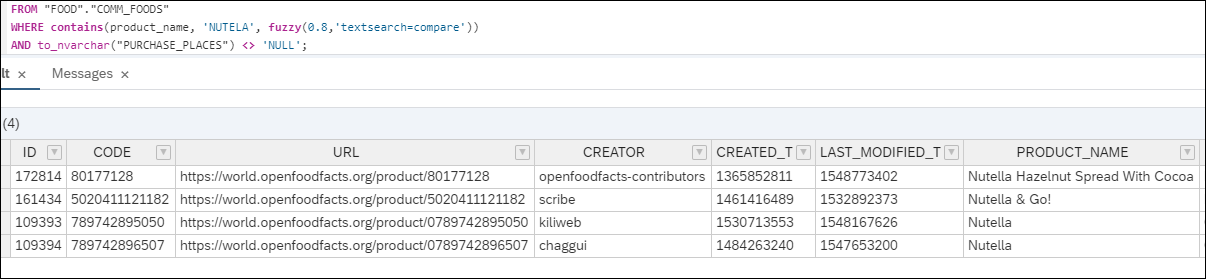 FROM "FOOD"."COMM_FOODS"
WHERE contains(product_name, 'NUTELA', fuzzy(0.8,'textsearch=compare'))
AND to_nvarchar("PURCHASE_PLACES") <> 'NULL';
lt × Messages ×
(4)
ID CODE URL CREATOR CREATED_T LAST_MODIFIED_T PRODUCT_NAME
172814 80177128 https://world.openfoodfacts.org/product/80177128 openfoodfacts-contributors 1365852811 1548773402 Nutella Hazelnut Spread With Cocoa
161434 5020411121182 https://world.openfoodfacts.org/product/5020411121182 scribe 1461416489 1532892373 Nutella & Go!
109393 789742895050 https://world.openfoodfacts.org/product/0789742895050 kiliweb 1530713553 1548167626 Nutella
109394 789742896507 https://world.openfoodfacts.org/product/0789742896507 chaggui 1484263240 1547653200 Nutella